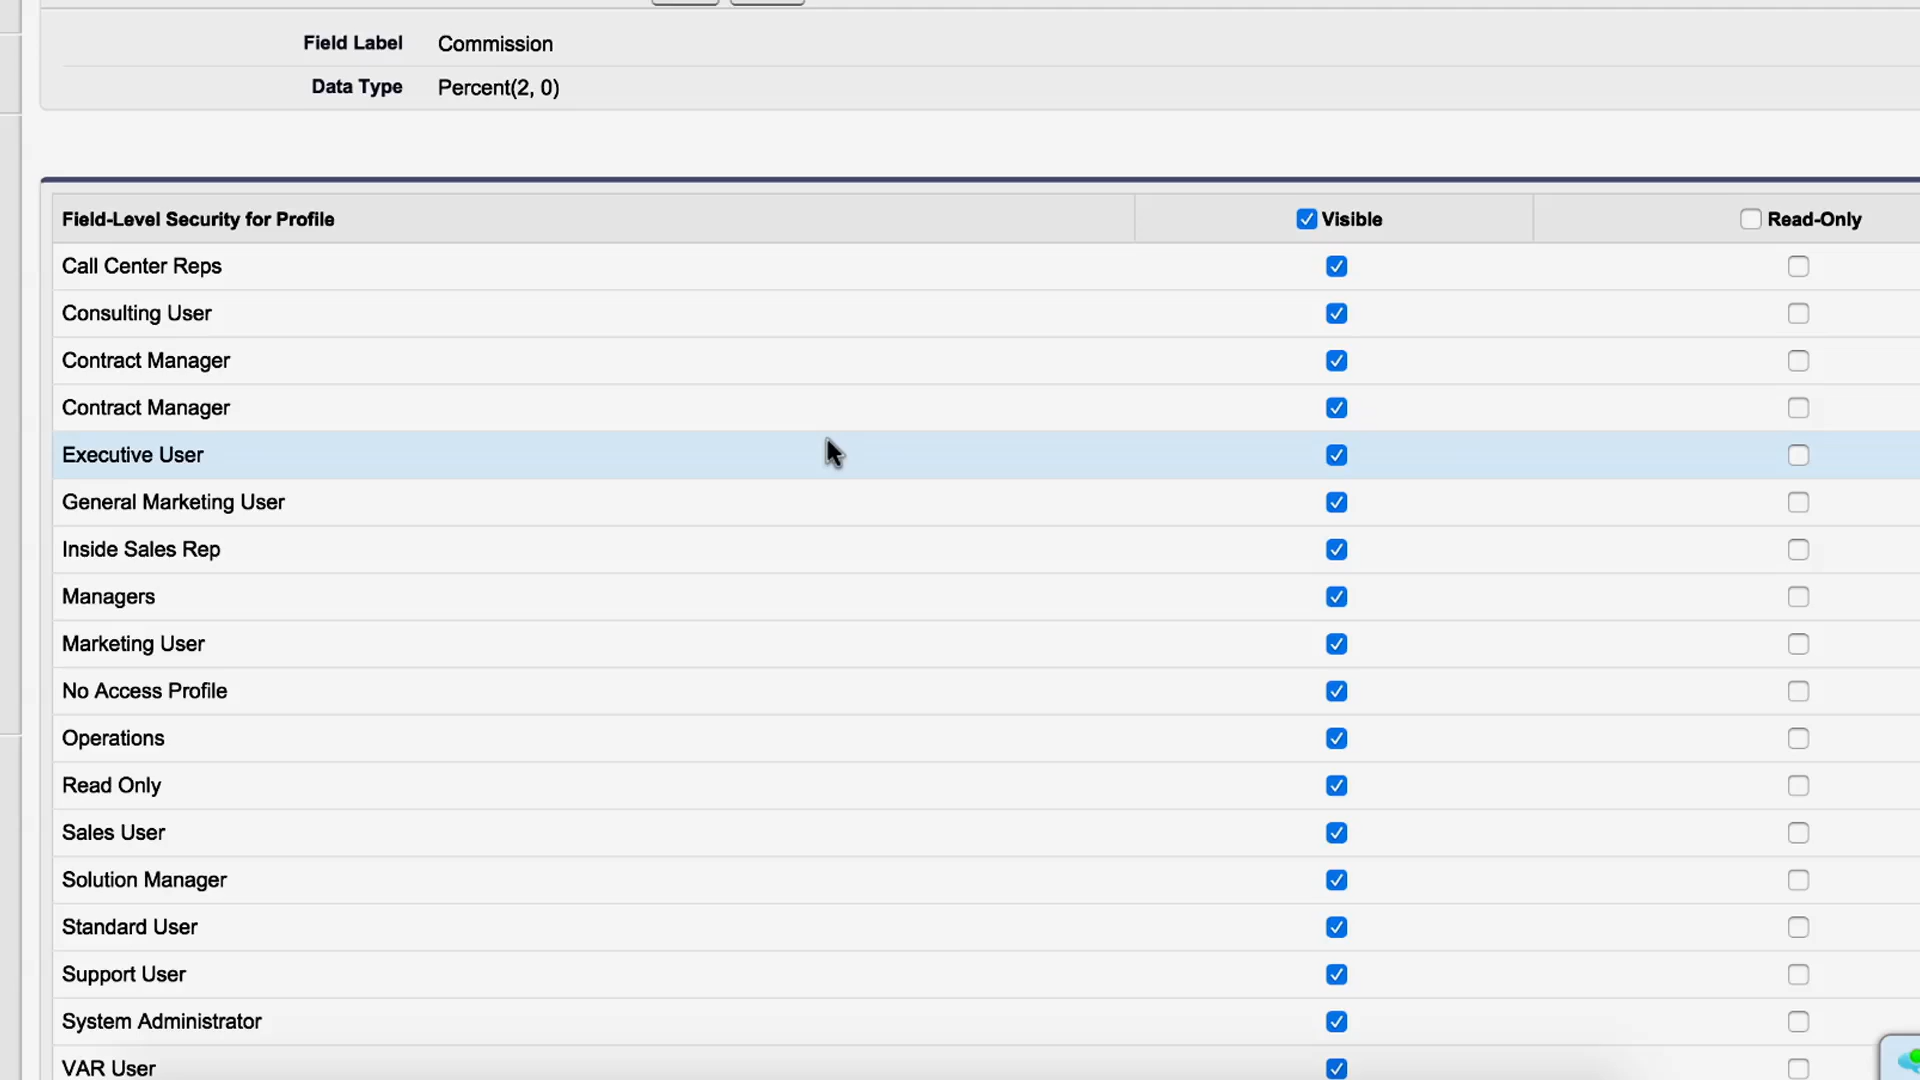 Field Label Commission
Data Type Percent(2, 0)
Field-Level Security for Profile Visible Read-Only
Call Center Reps
Consulting User
Contract Manager
Contract Manager
Executive User
General Marketing User
Inside Sales Rep
Managers
Marketing User
No Access Profile
Operations
Read Only
Sales User
Solution Manager
Standard User
Support User
System Administrator
VAR User